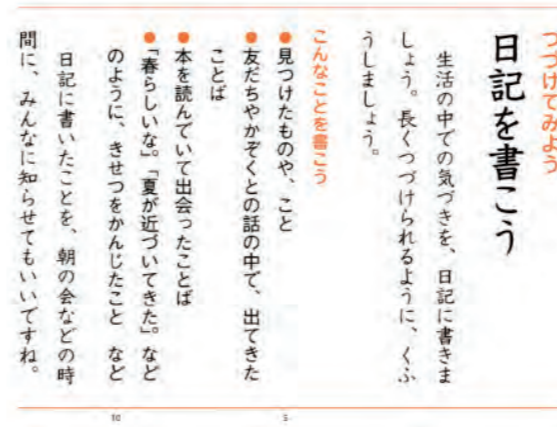 つづけてみよう
日記を書こう
生活の中での気づきを、日記に書きま
しょう。長くつづけられるように、くふ
うしましょう。
こんなことを書こう
●見つけたものや、こと
●友だちやかぞくとの話の中で、出てきた
ことば
●本を読んでいて出会ったことば
●「春らしいな。」「夏が近づいてきた。」など
のように、きせつをかんじたこと など
日記に書いたことを、朝の会などの時
間に、みんなに知らせてもいいですね。
5
10